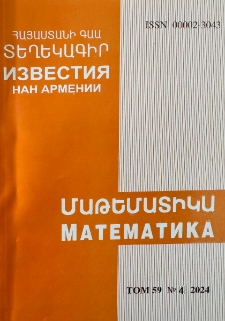 ISSN 00002-3043
ՀԱՅԱՍՏԱՆԻ ԳԱԱ
ՏԵՂԵԿԱԳԻՐ
ИЗВЕСТИЯ
НАН АРМЕНИИ
ՄԱԹԵՄԱՏԻԿԱ
МАТЕМАТИКА
ТОМ 59 № 4 2024